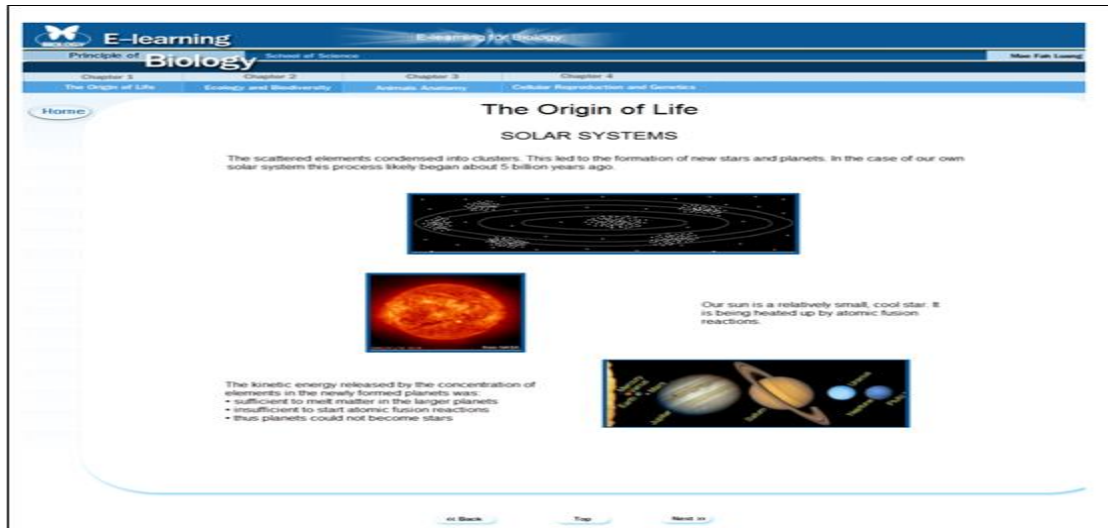 BIOLOGY E-learning
E-learning for Biology
Principle of Biology School of Science
Mae Fah Luang
Chapter 1 Chapter 2 Chapter 3 Chapter 4
The Origin of Life Ecology and Biodiversity Animals Anatomy Cellular Reproduction and Genetics
Home
The Origin of Life
SOLAR SYSTEMS
The scattered elements condensed into clusters. This led to the formation of new stars and planets. In the case of our own
solar system this process likely began about 5 billion years ago.
Our sun is a relatively small, cool star. It
is being heated up by atomic fusion
reactions.
The kinetic energy released by the concentration of
elements in the newly formed planets was:
• sufficient to melt matter in the larger planets
• insufficient to start atomic fusion reactions
• thus planets could not become stars
Jupiter
Saturn
Uranus
Neptune
<< Back Top Next >>